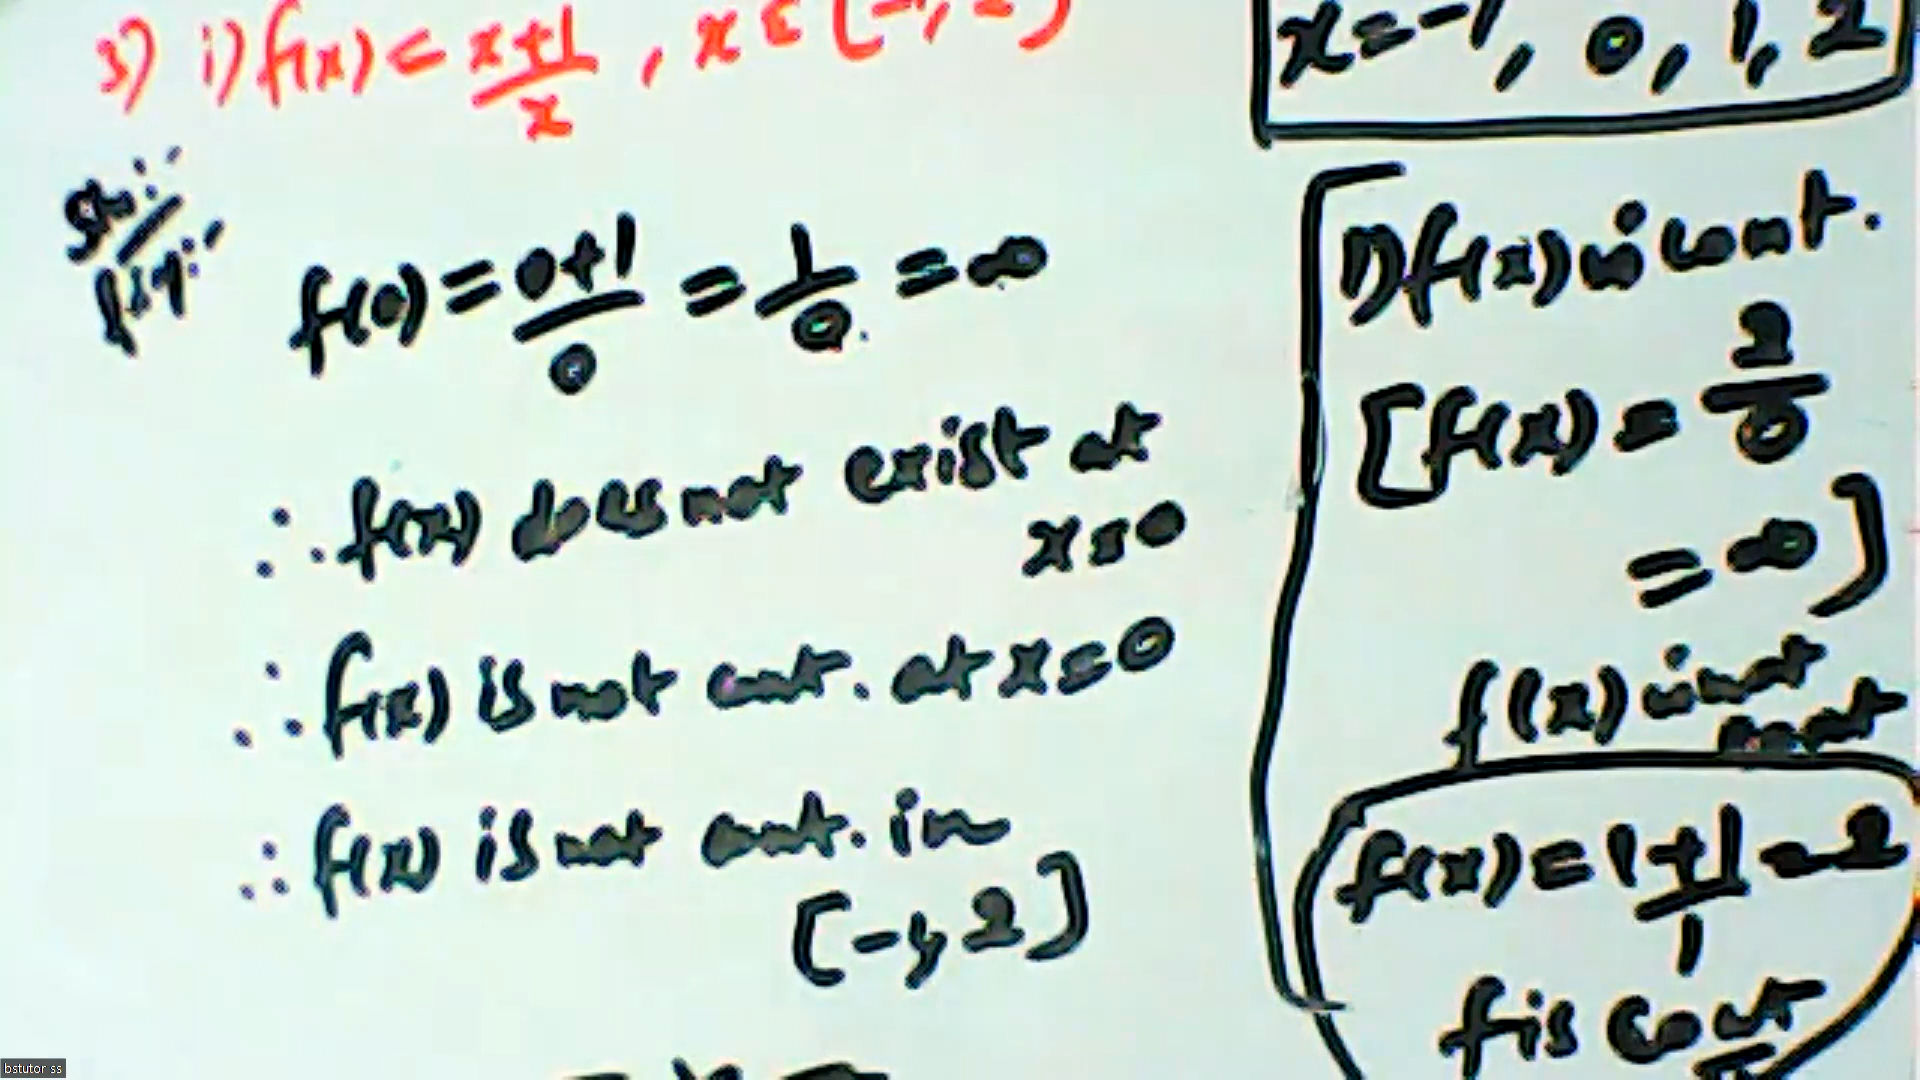 3) i) f(x) = x+1/x, x ∈ [-1, 2]
x=-1, 0, 1, 2
f(0) = 0+1/0 = 1/0 = ∞
∴ f(x) does not exist at
x=0
∴ f(x) is not cont. at x=0
∴ f(x) is not cont. in
[-1, 2]
1) f(x) is cont.
[f(x) = 2/0
= ∞]
f(x) is not
cont
f(x) = 1+1/1 = 2
f is cont
bstutor ss